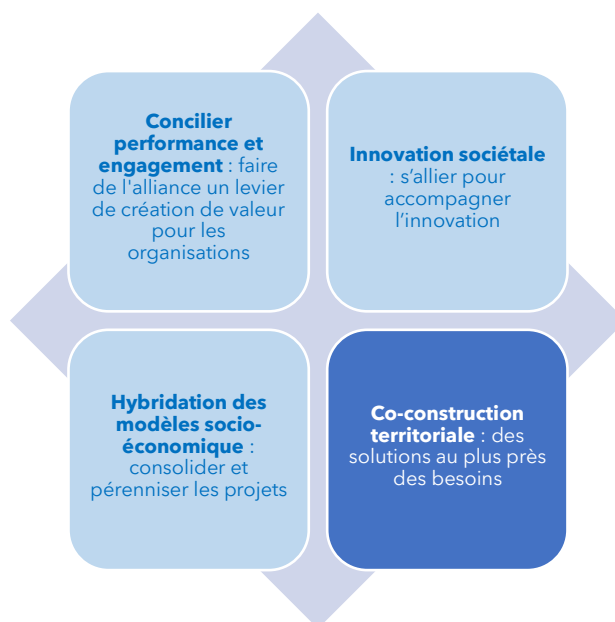 Concilier
performance et
engagement : faire
de l'alliance un levier
de création de valeur
pour les
organisations
Innovation sociétale
: s’allier pour
accompagner
l’innovation
Hybridation des
modèles socio-
économique :
consolider et
pérenniser les projets
Co-construction
territoriale : des
solutions au plus près
des besoins